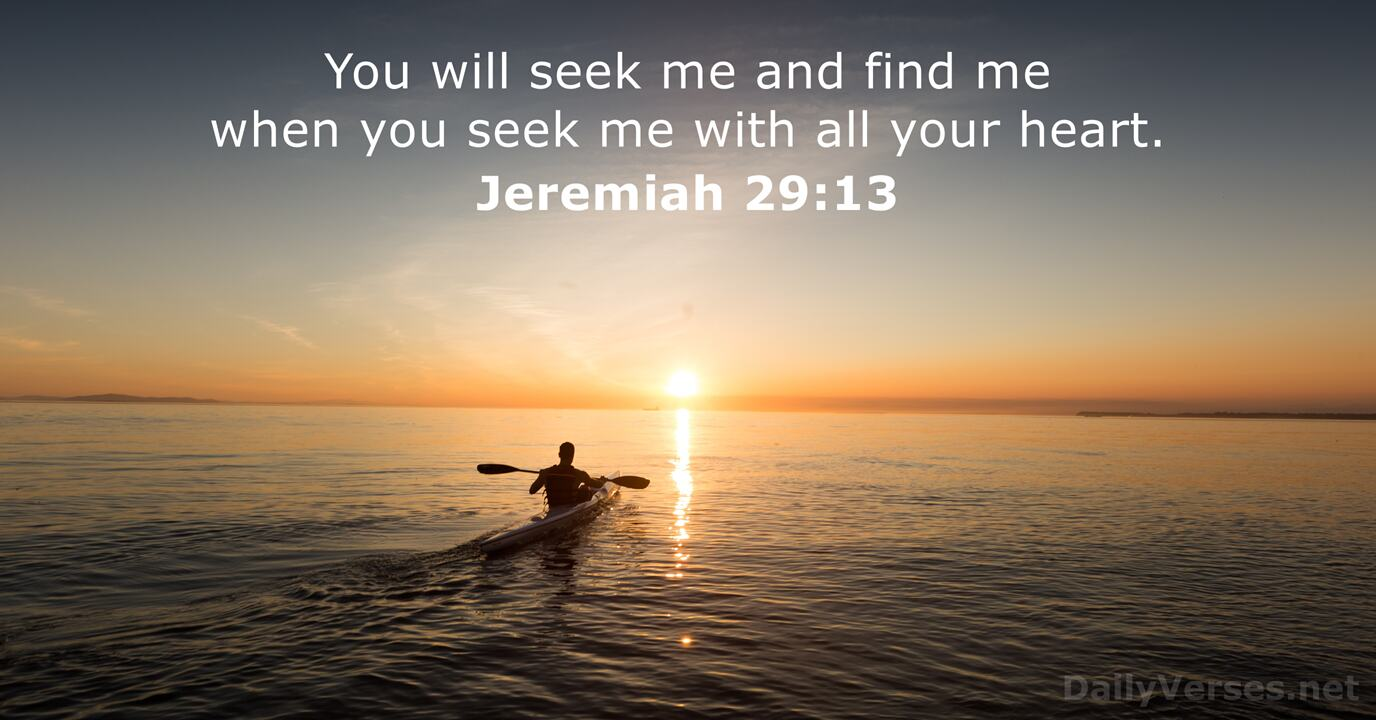 You will seek me and find me
when you seek me with all your heart.
Jeremiah 29:13
DailyVerses.net